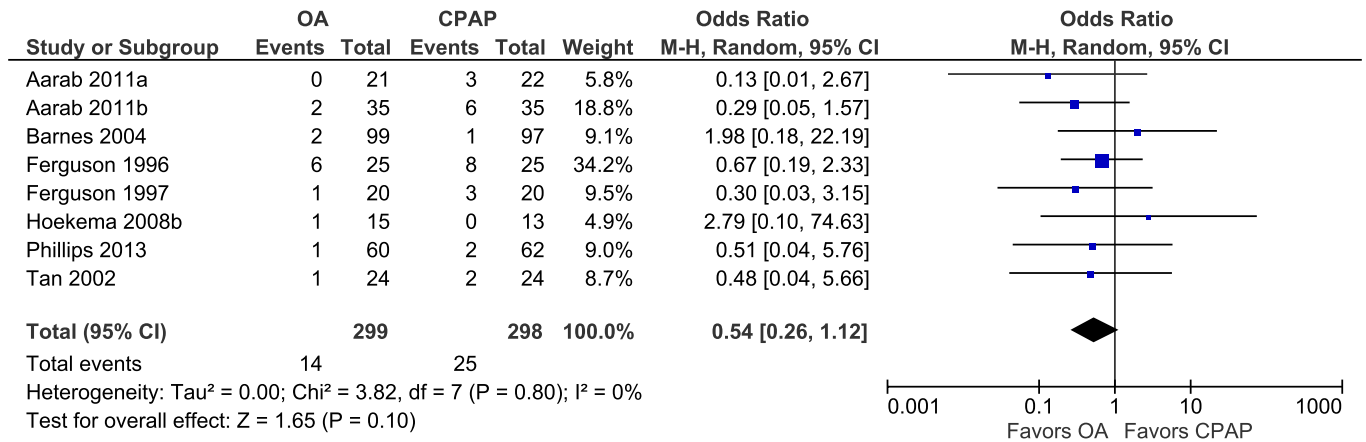 OA CPAP Odds Ratio Odds Ratio
Study or Subgroup Events Total Events Total Weight M-H, Random, 95% CI M-H, Random, 95% CI
Aarab 2011a 0 21 3 22 5.8% 0.13 [0.01, 2.67]
Aarab 2011b 2 35 6 35 18.8% 0.29 [0.05, 1.57]
Barnes 2004 2 99 1 97 9.1% 1.98 [0.18, 22.19]
Ferguson 1996 6 25 8 25 34.2% 0.67 [0.19, 2.33]
Ferguson 1997 1 20 3 20 9.5% 0.30 [0.03, 3.15]
Hoekema 2008b 1 15 0 13 4.9% 2.79 [0.10, 74.63]
Phillips 2013 1 60 2 62 9.0% 0.51 [0.04, 5.76]
Tan 2002 1 24 2 24 8.7% 0.48 [0.04, 5.66]
Total (95% CI) 299 298 100.0% 0.54 [0.26, 1.12]
Total events 14 25
Heterogeneity: Tau² = 0.00; Chi² = 3.82, df = 7 (P = 0.80); I² = 0%
Test for overall effect: Z = 1.65 (P = 0.10)
0.001 0.1 1 10 1000
Favors OA Favors CPAP